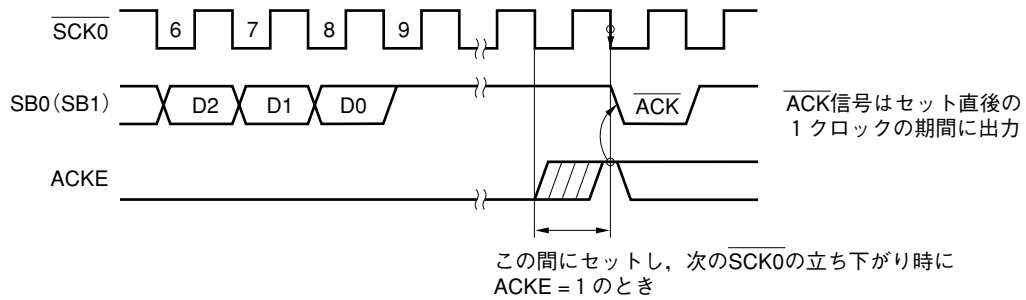 SCK0 6 7 8 9
SB0(SB1) D2 D1 D0 ACK
ACK信号はセット直後の
1クロックの期間に出力
ACKE
この間にセットし，次のSCK0の立ち下がり時に
ACKE = 1 のとき